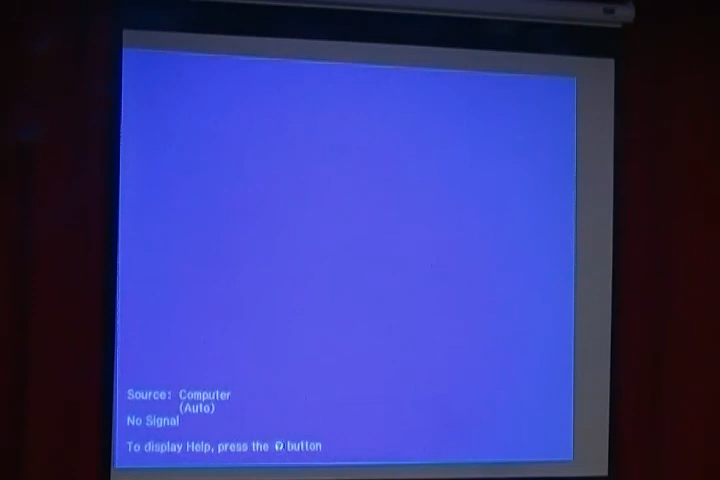 Source: Computer
(Auto)
No Signal
To display Help, press the ? button